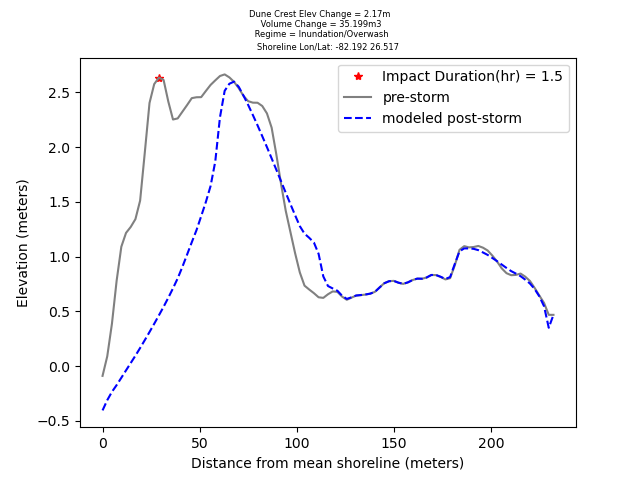 Dune Crest Elev Change = 2.17m
Volume Change = 35.199m3
Regime = Inundation/Overwash
Shoreline Lon/Lat: -82.192 26.517
Impact Duration(hr) = 1.5
pre-storm
modeled post-storm
Elevation (meters)
2.5
2.0
1.5
1.0
0.5
0.0
−0.5
0 50 100 150 200
Distance from mean shoreline (meters)